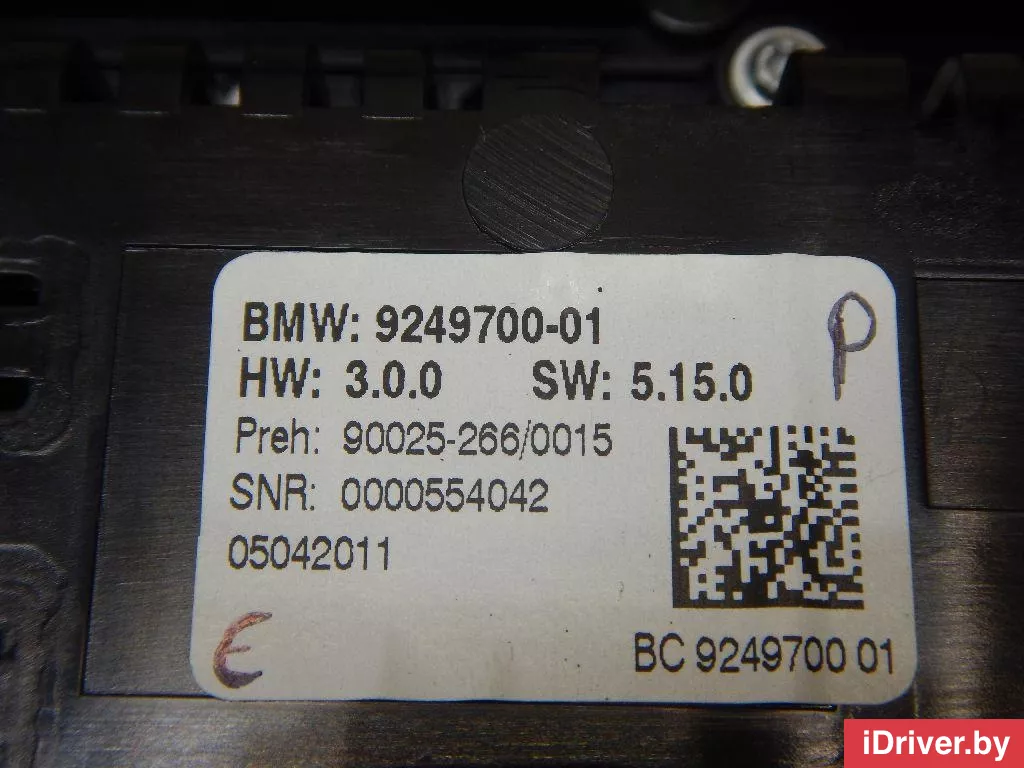 BMW: 9249700-01
P
HW: 3.0.0 SW: 5.15.0
Preh: 90025-266/0015
SNR: 0000554042
05042011
E
BC 9249700 01
iDriver.by